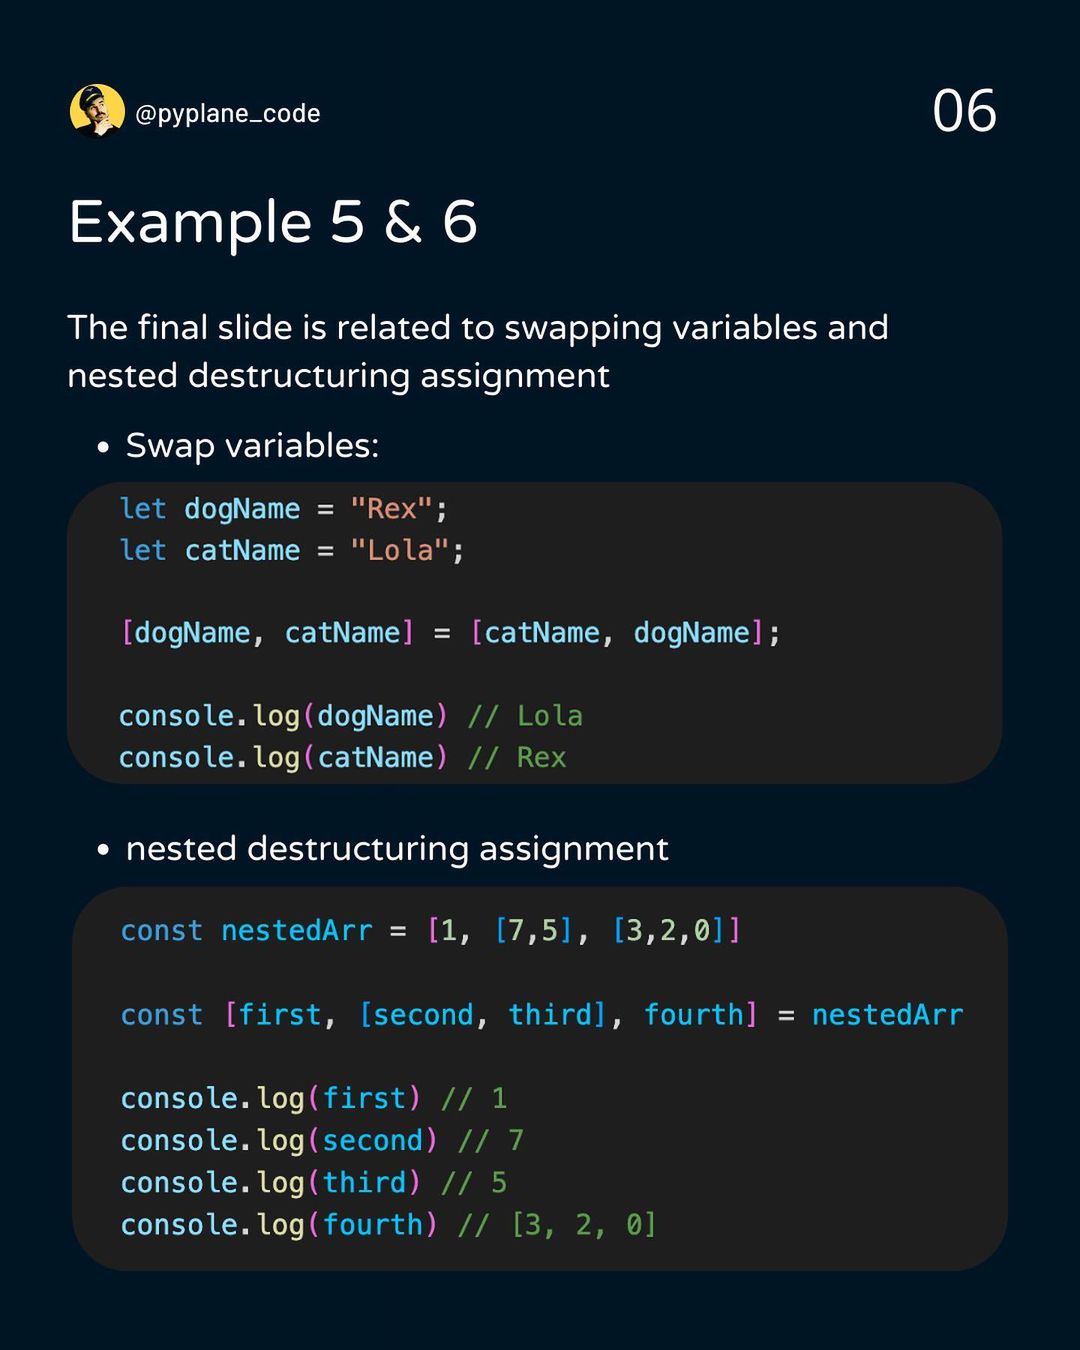 @pyplane_code
06
Example 5 & 6
The final slide is related to swapping variables and
nested destructuring assignment
• Swap variables:
let dogName = "Rex";
let catName = "Lola";
[dogName, catName] = [catName, dogName];
console.log(dogName) // Lola
console.log(catName) // Rex
• nested destructuring assignment
const nestedArr = [1, [7,5], [3,2,0]]
const [first, [second, third], fourth] = nestedArr
console.log(first) // 1
console.log(second) // 7
console.log(third) // 5
console.log(fourth) // [3, 2, 0]